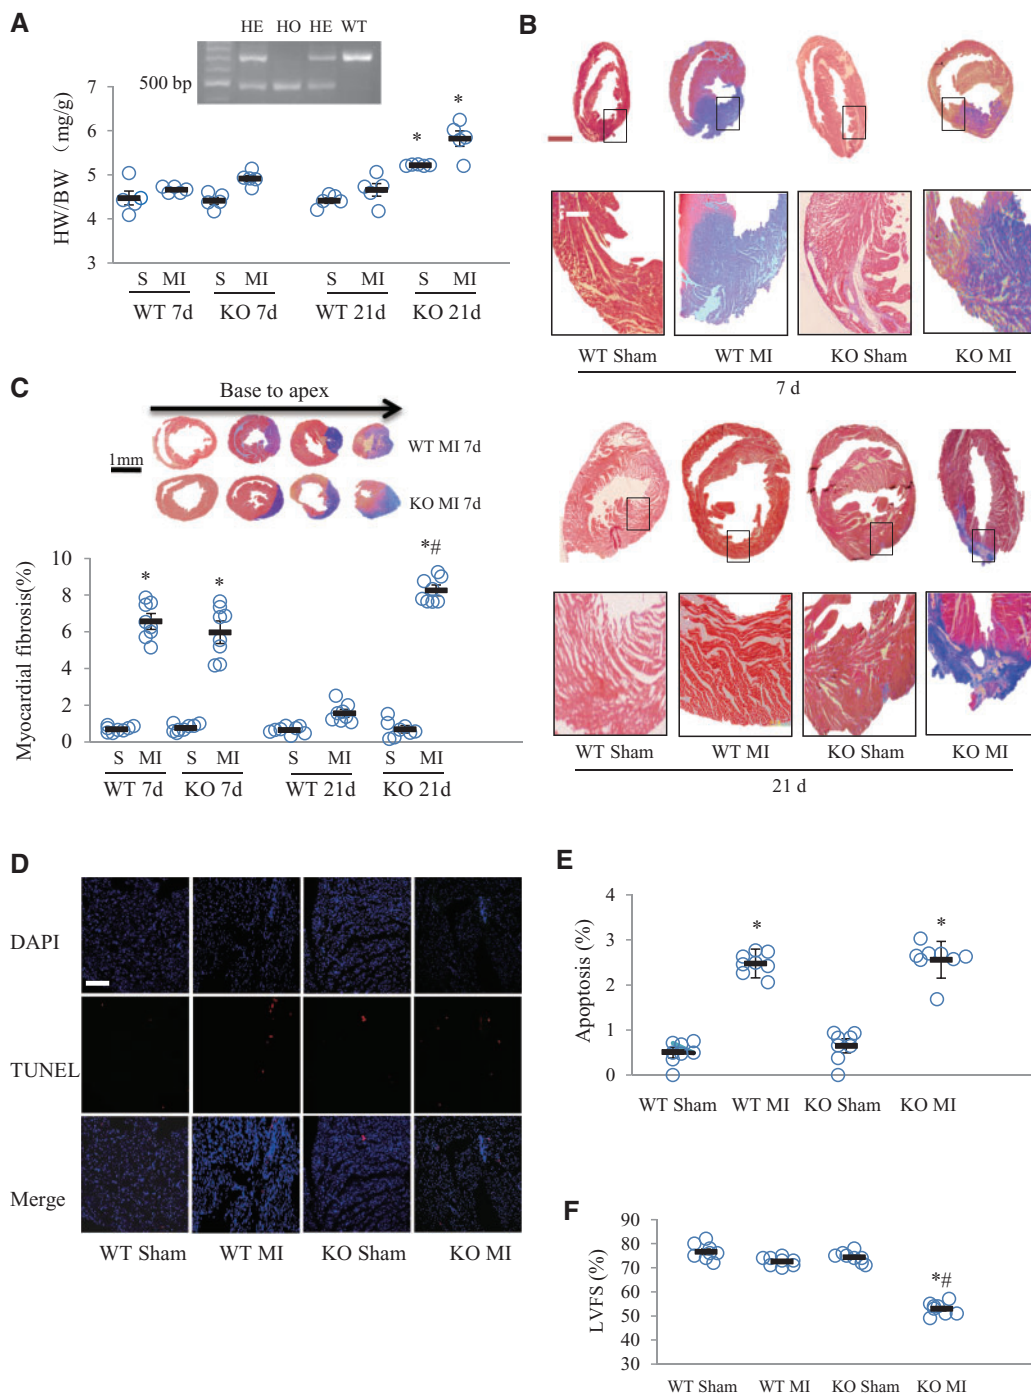 A
HE HO HE WT
500 bp
HW/BW （mg/g)
7
6
5
4
3
* *
S MI S MI S MI S MI
WT 7d KO 7d WT 21d KO 21d
B
WT Sham WT MI KO Sham KO MI
7 d
WT Sham WT MI KO Sham KO MI
21 d
C
Base to apex
1mm
WT MI 7d
KO MI 7d
Myocardial fibrosis(%)
10
8
6
4
2
0
* * *#
S MI S MI S MI S MI
WT 7d KO 7d WT 21d KO 21d
D
DAPI
TUNEL
Merge
WT Sham WT MI KO Sham KO MI
E
Apoptosis (%)
4
3
2
1
0
* *
WT Sham WT MI KO Sham KO MI
F
LVFS (%)
90
70
50
30
10
*#
WT Sham WT MI KO Sham KO MI